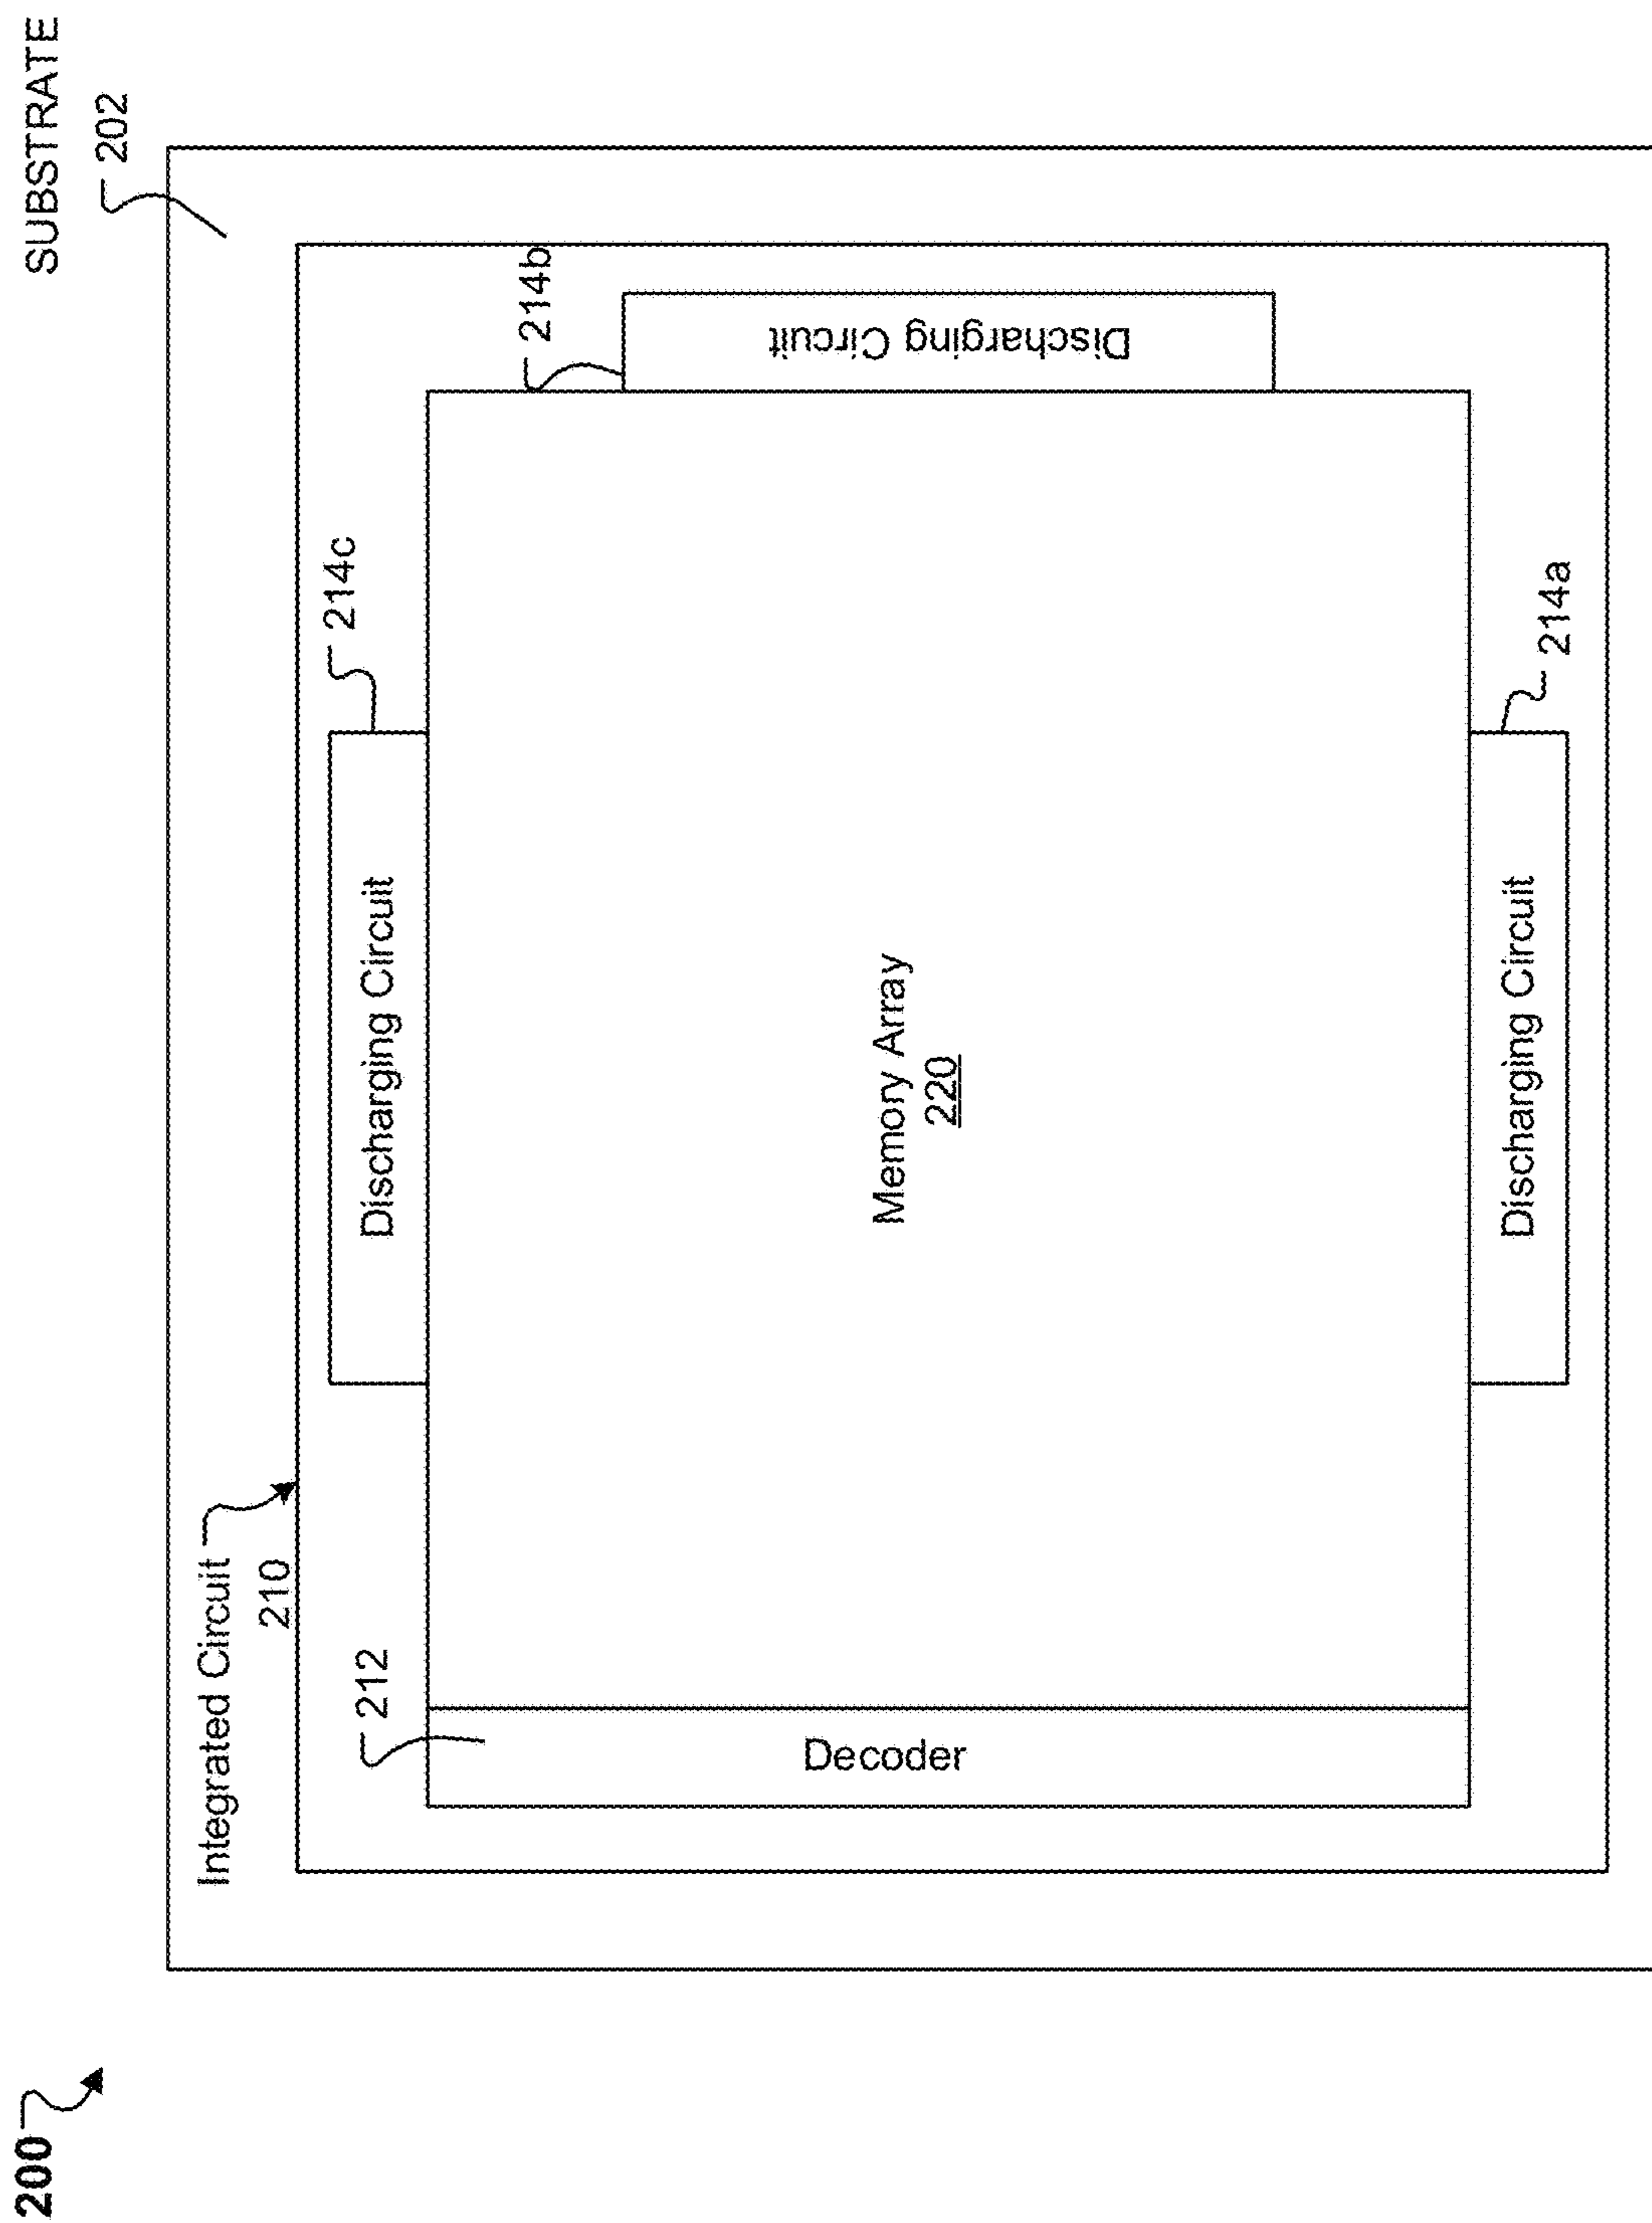 200
SUBSTRATE
202
Integrated Circuit
210
212
214c
Discharging Circuit
214b
Discharging Circuit
Decoder
Memory Array
220
Discharging Circuit
214a